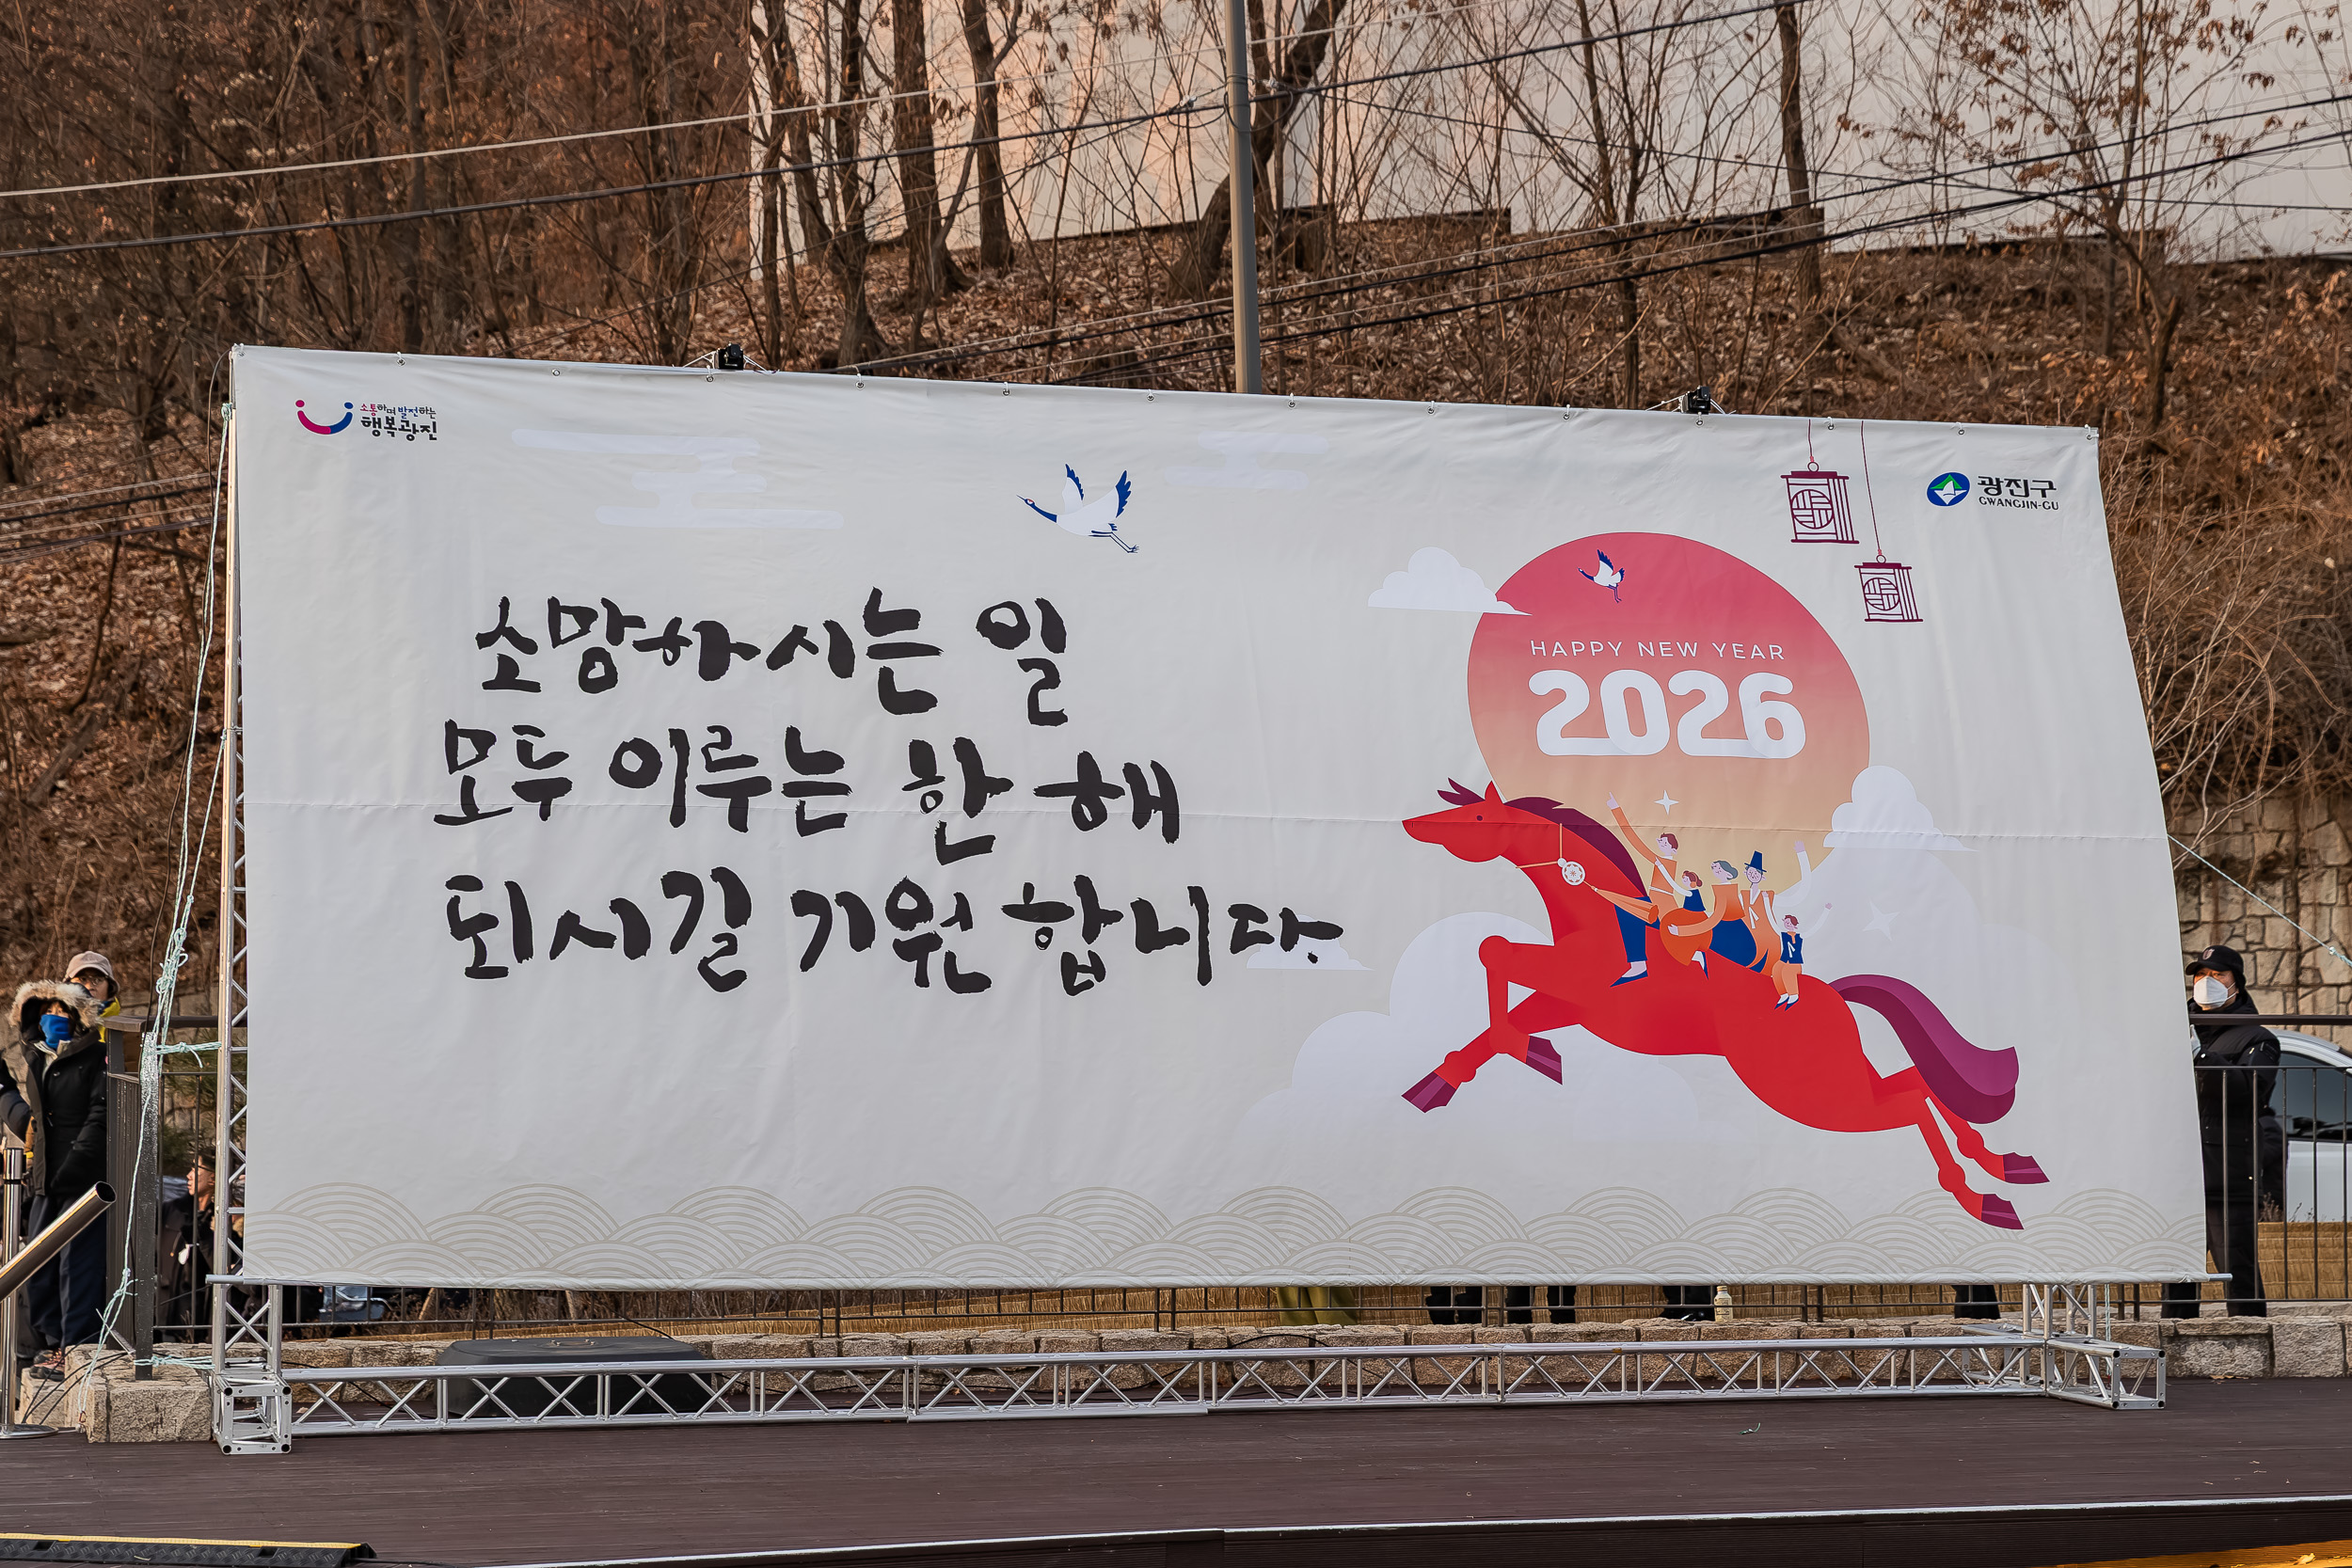 소통하며 발전하는
행복광진
광진구
GWANGJIN-GU
소망하시는 일
모두 이루는 한 해
되시길 기원합니다.
HAPPY NEW YEAR
2026